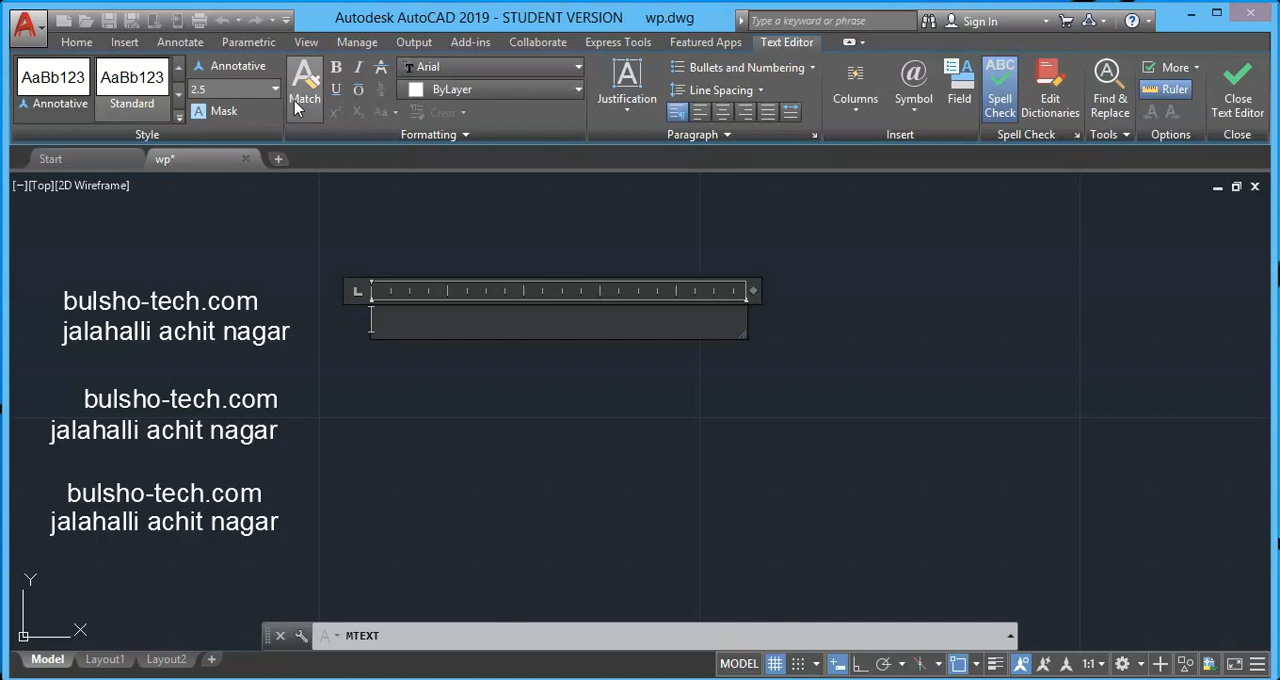 Autodesk AutoCAD 2019 - STUDENT VERSION wp.dwg
Type a keyword or phrase
Sign In
Home Insert Annotate Parametric View Manage Output Add-ins Collaborate Express Tools Featured Apps Text Editor
AaBb123 AaBb123
Annotative Standard
Annotative
2.5
Mask
Style
Match
Arial
ByLayer
Create
Formatting
Justification
Bullets and Numbering
Line Spacing
Paragraph
Columns Symbol Field
Insert
Spell
Check
Edit
Dictionaries
Spell Check
Find &
Replace
Tools
More
Ruler
Options
Close
Text Editor
Close
Start wp*
[−][Top][2D Wireframe]
bulsho-tech.com
jalahalli achit nagar
bulsho-tech.com
jalahalli achit nagar
bulsho-tech.com
jalahalli achit nagar
Y
X
MTEXT
Model Layout1 Layout2
MODEL
1:1